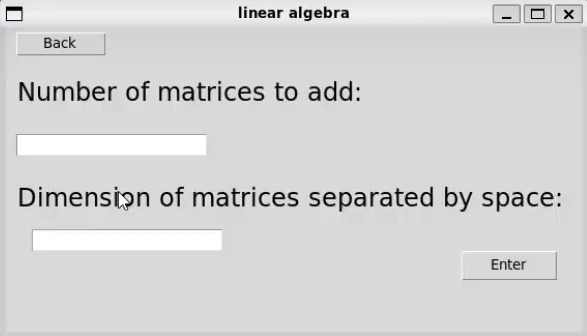 linear algebra
Back
Number of matrices to add:
Dimension of matrices separated by space:
Enter